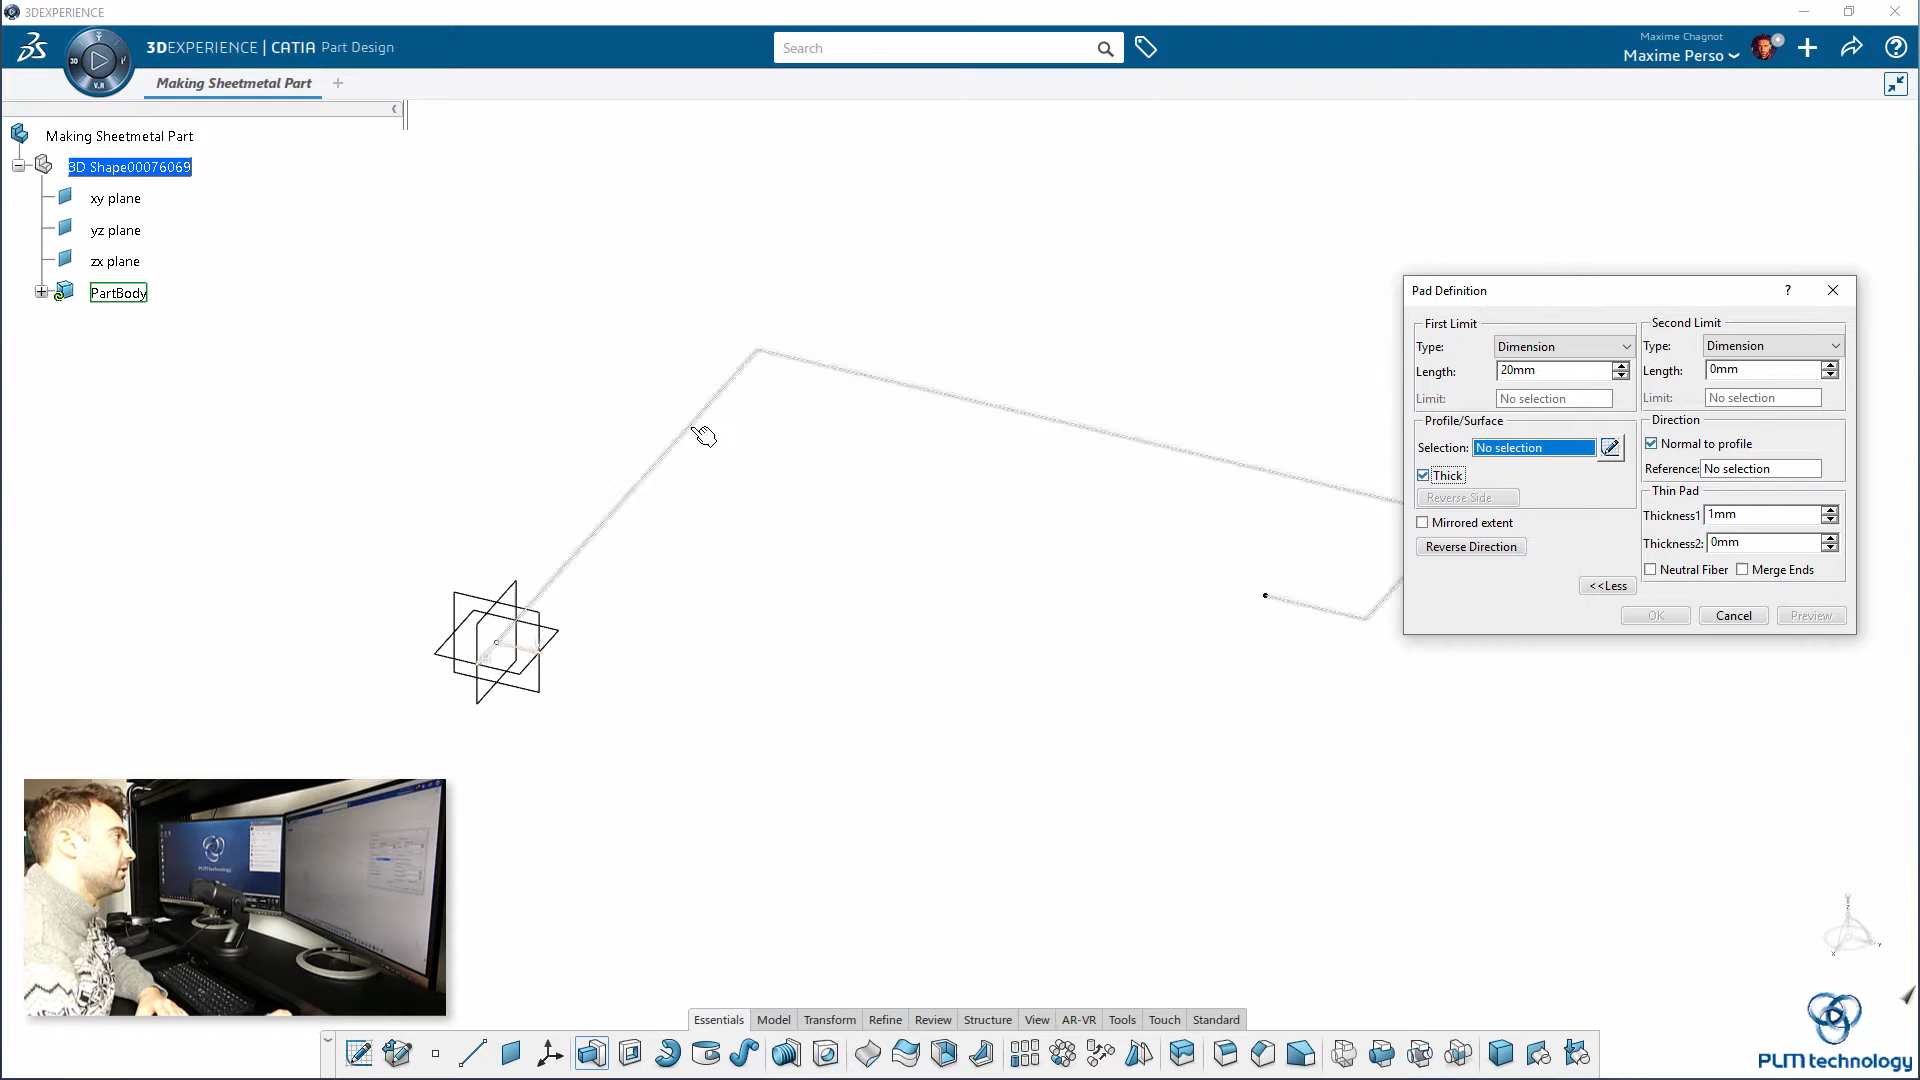 3DEXPERIENCE
3DEXPERIENCE | CATIA Part Design
Search
Maxime Chagnot
Maxime Perso
3D
V.R
Making Sheetmetal Part
Making Sheetmetal Part
3D Shape00076069
xy plane
yz plane
zx plane
PartBody
Pad Definition
First Limit
Type: Dimension
Length: 20mm
Limit: No selection
Second Limit
Type: Dimension
Length: 0mm
Limit: No selection
Profile/Surface
Selection: No selection
Thick
Reverse Side
Mirrored extent
Reverse Direction
Direction
Normal to profile
Reference: No selection
Thin Pad
Thickness1 1mm
Thickness2: 0mm
Neutral Fiber Merge Ends
<<Less
OK Cancel Preview
PLM technology
Essentials Model Transform Refine Review Structure View AR-VR Tools Touch Standard
PLM technology